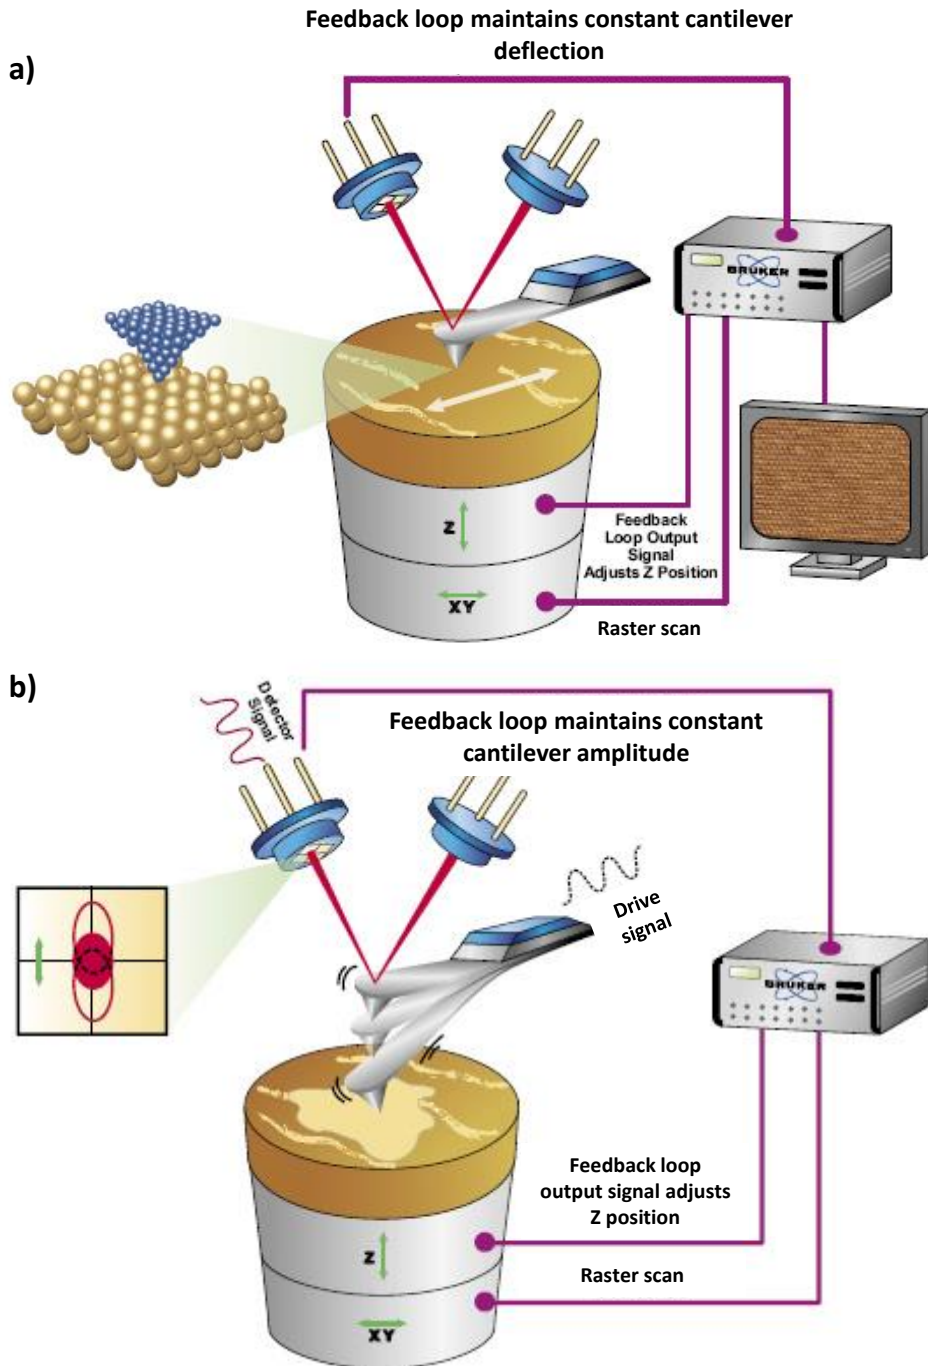 Feedback loop maintains constant cantilever
deflection
a)
BRUKER
Z
Feedback
Loop Output
Signal
Adjusts Z Position
XY
Raster scan
b)
Detector
Signal
Feedback loop maintains constant
cantilever amplitude
Drive
signal
BRUKER
Feedback loop
output signal adjusts
Z position
Z
Raster scan
XY